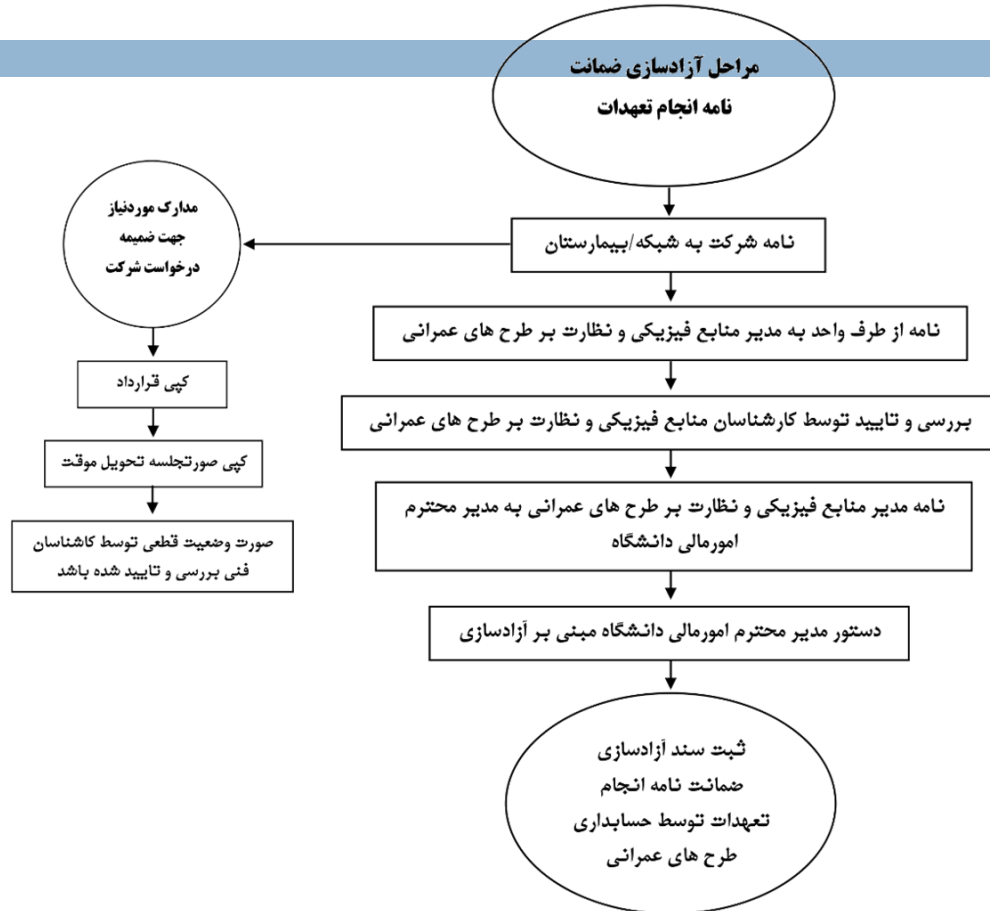 مراحل آزادسازی ضمانت
نامه انجام تعهدات
نامه شرکت به شبکه/بیمارستان
مدارک موردنیاز
جهت ضمیمه
درخواست شرکت
کپی قرارداد
کپی صورتجلسه تحویل موقت
صورت وضعیت قطعی توسط کاشناسان
فنی بررسی و تایید شده باشد
نامه از طرف واحد به مدیر منابع فیزیکی و نظارت بر طرح های عمرانی
بررسی و تایید توسط کارشناسان منابع فیزیکی و نظارت بر طرح های عمرانی
نامه مدیر منابع فیزیکی و نظارت بر طرح های عمرانی به مدیر محترم
امورمالی دانشگاه
دستور مدیر محترم امورمالی دانشگاه مبنی بر آزادسازی
ثبت سند آزادسازی
ضمانت نامه انجام
تعهدات توسط حسابداری
طرح های عمرانی